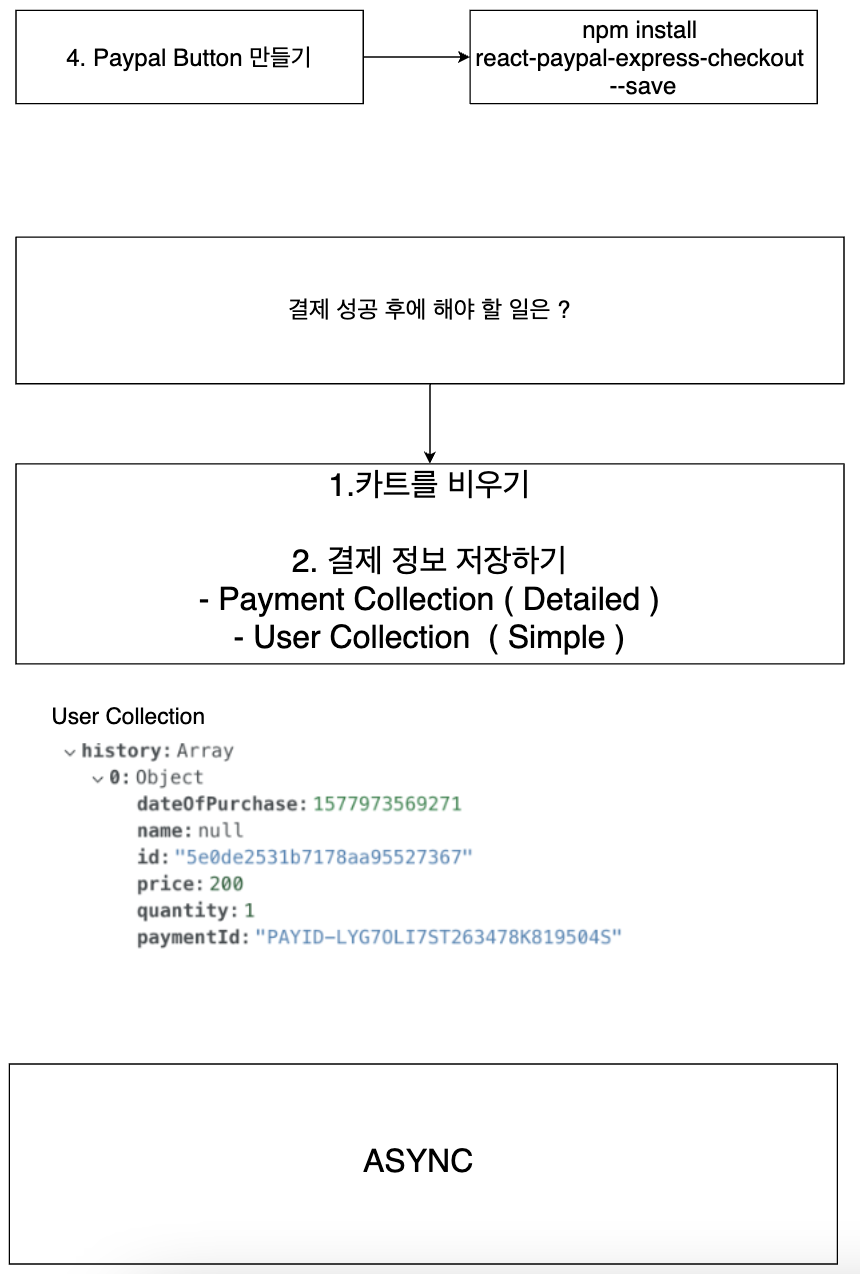 4. Paypal Button 만들기
npm install
react-paypal-express-checkout
--save
결제 성공 후에 해야 할 일은 ?
1.카트를 비우기
2. 결제 정보 저장하기
- Payment Collection ( Detailed )
- User Collection ( Simple )
User Collection
history: Array
0: Object
dateOfPurchase: 1577973569271
name: null
id: "5e0de2531b7178aa95527367"
price: 200
quantity: 1
paymentId: "PAYID-LYG7OLI7ST263478K819504S"
ASYNC